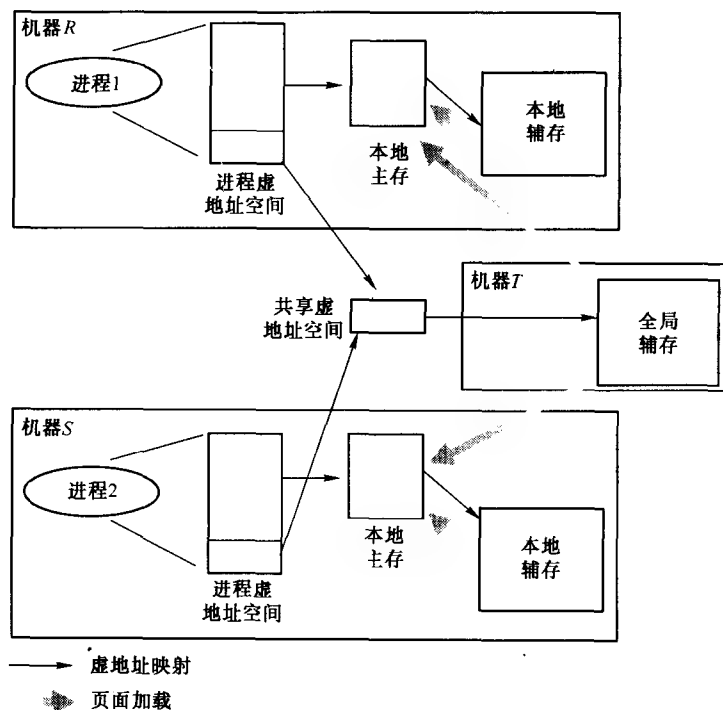 机器R
进程1
进程虚
地址空间
本地
主存
本地
辅存
共享虚
地址空间
机器T
全局
辅存
机器S
进程2
进程虚
地址空间
本地
主存
本地
辅存
虚地址映射
页面加载